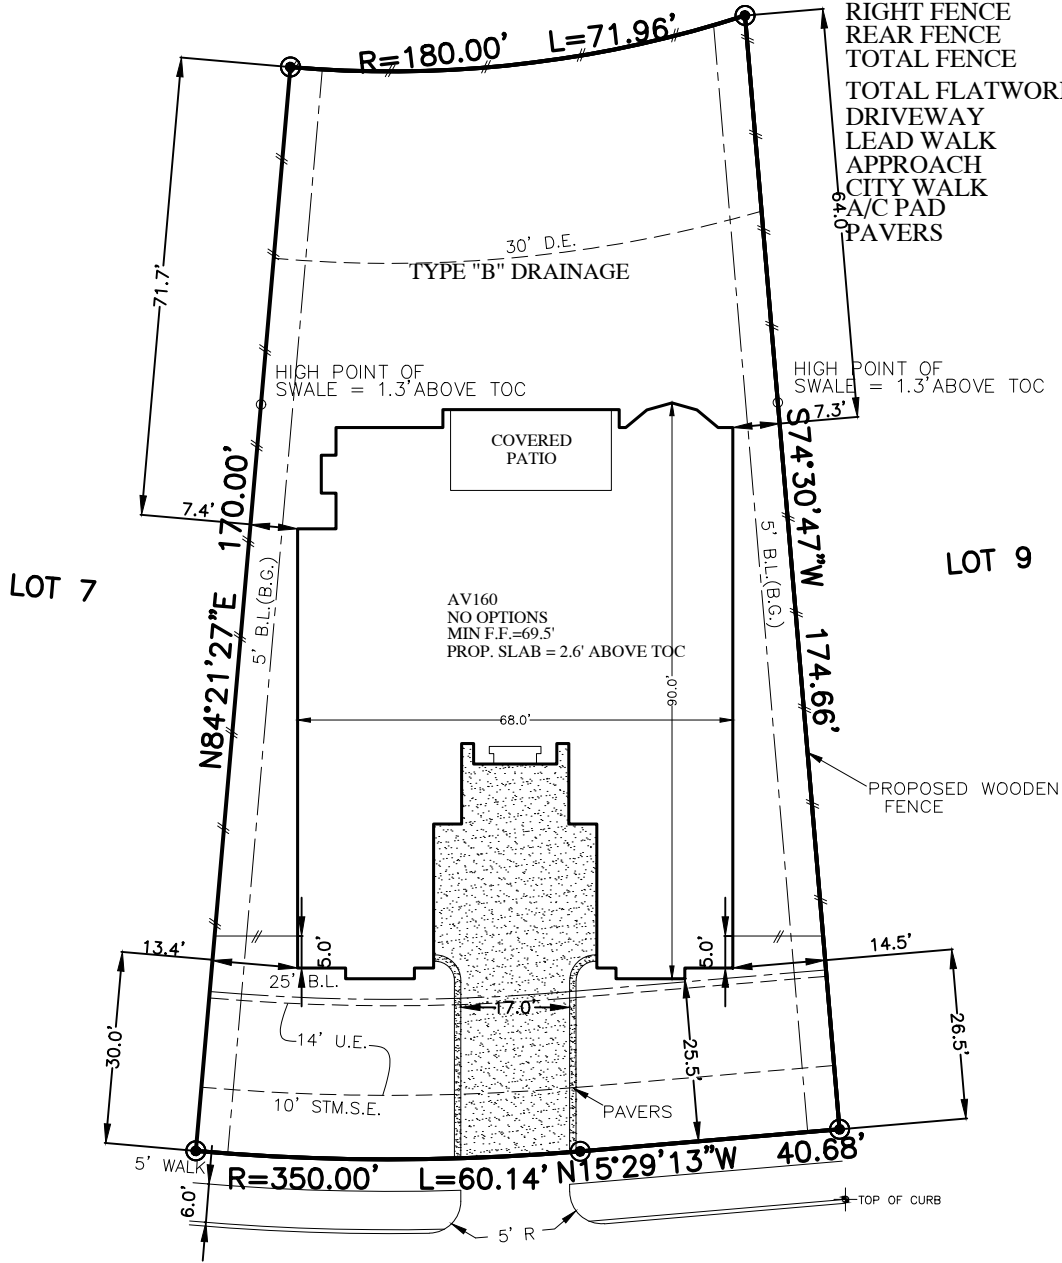 RIGHT FENCE
REAR FENCE
TOTAL FENCE
TOTAL FLATWORK
DRIVEWAY
LEAD WALK
APPROACH
CITY WALK
A/C PAD
PAVERS
R=180.00' L=71.96'
71.7'
64.0'
30' D.E.
TYPE "B" DRAINAGE
HIGH POINT OF
SWALE = 1.3'ABOVE TOC
HIGH POINT OF
SWALE = 1.3'ABOVE TOC
7.3'
COVERED
PATIO
7.4'
N84°21'27"E 170.00'
S74°30'47"W 174.66'
5' B.L.(B.G.)
5' B.L.(B.G.)
LOT 7
LOT 9
AV160
NO OPTIONS
MIN F.F.=69.5'
PROP. SLAB = 2.6' ABOVE TOC
90.0'
68.0'
PROPOSED WOODEN
FENCE
13.4'
5.0'
5.0'
14.5'
25' B.L.
17.0'
30.0'
14' U.E.
25.5'
26.5'
10' STM.S.E.
PAVERS
5' WALK
R=350.00' L=60.14'
N15°29'13"W 40.68'
6.0'
5' R
TOP OF CURB